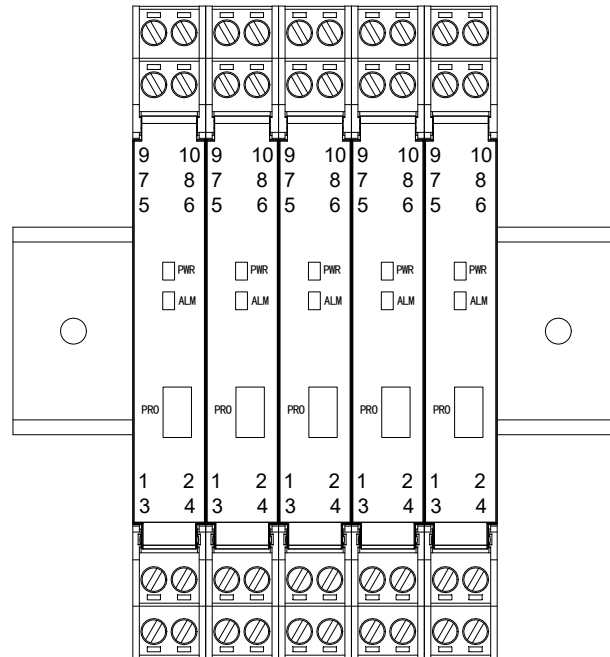 9 10 9 10 9 10 9 10 9 10
7 8 7 8 7 8 7 8 7 8
5 6 5 6 5 6 5 6 5 6
PWR PWR PWR PWR PWR
ALM ALM ALM ALM ALM
PRO PRO PRO PRO PRO
1 2 1 2 1 2 1 2 1 2
3 4 3 4 3 4 3 4 3 4